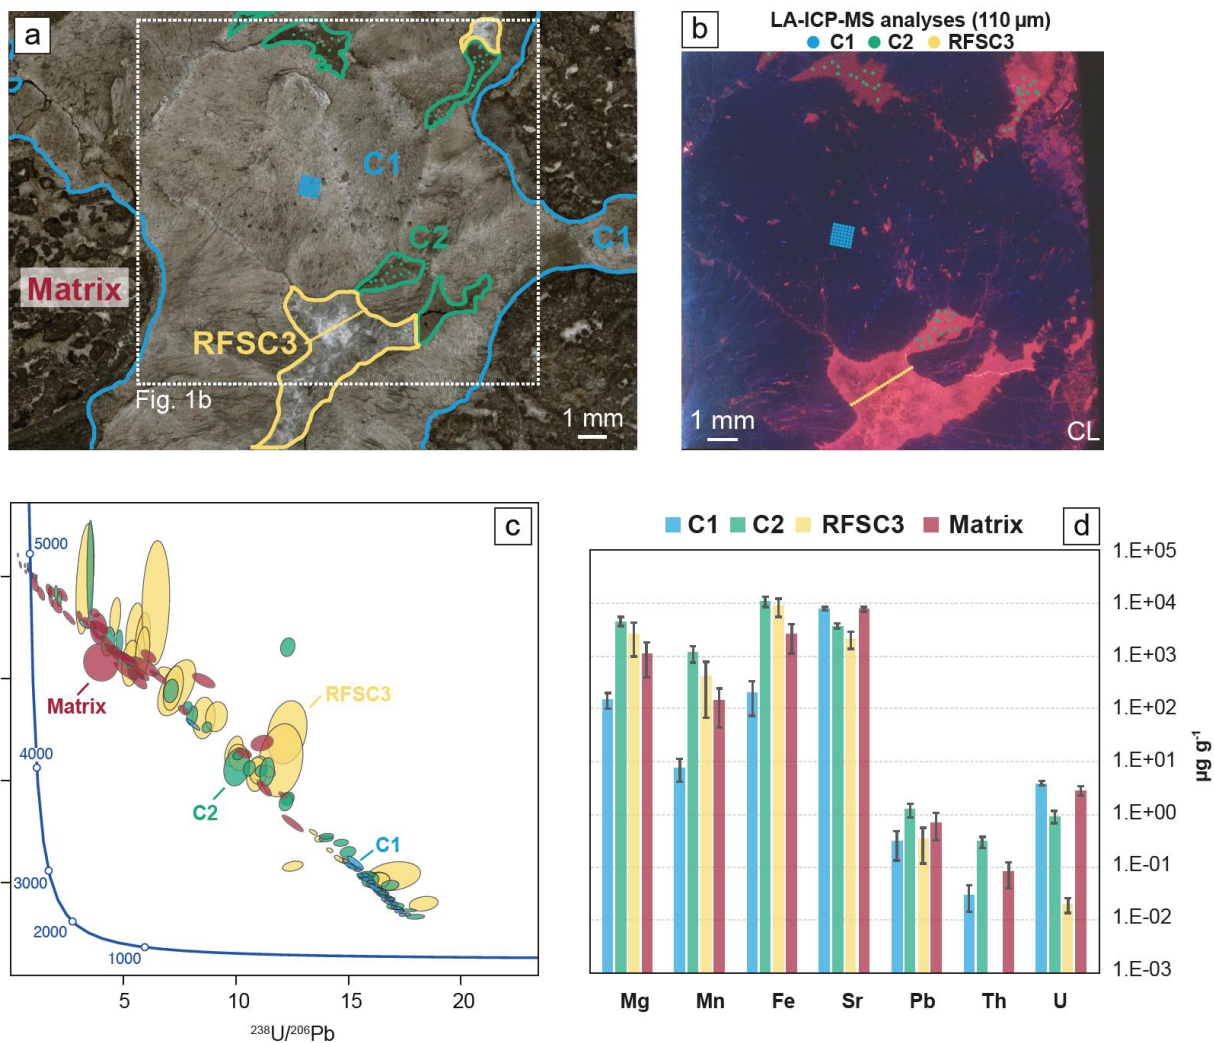 a
C1
C1
C2
Matrix
RFSC3
Fig. 1b
1 mm
b
LA-ICP-MS analyses (110 µm)
C1 C2 RFSC3
1 mm
CL
c
5000
Matrix
RFSC3
4000
C2
C1
3000
2000
1000
5 10 15 20
²³⁸U/²⁰⁶Pb
C1 C2 RFSC3 Matrix
d
1.E+05
1.E+04
1.E+03
1.E+02
1.E+01
1.E+00
1.E-01
1.E-02
1.E-03
µg g⁻¹
Mg Mn Fe Sr Pb Th U